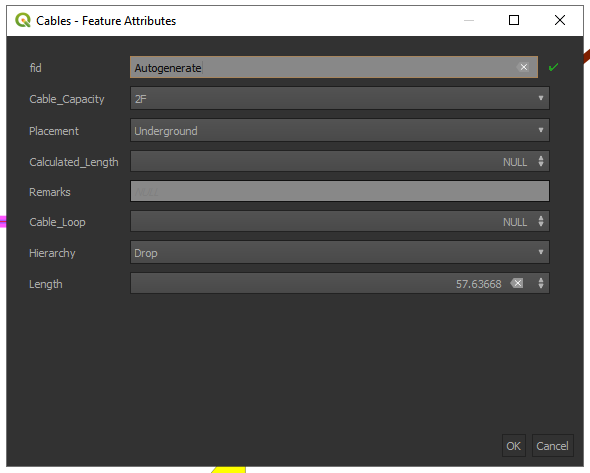 Cables - Feature Attributes
fid Autogenerate
Cable_Capacity 2F
Placement Underground
Calculated_Length NULL
Remarks NULL
Cable_Loop NULL
Hierarchy Drop
Length 57.63668
OK Cancel